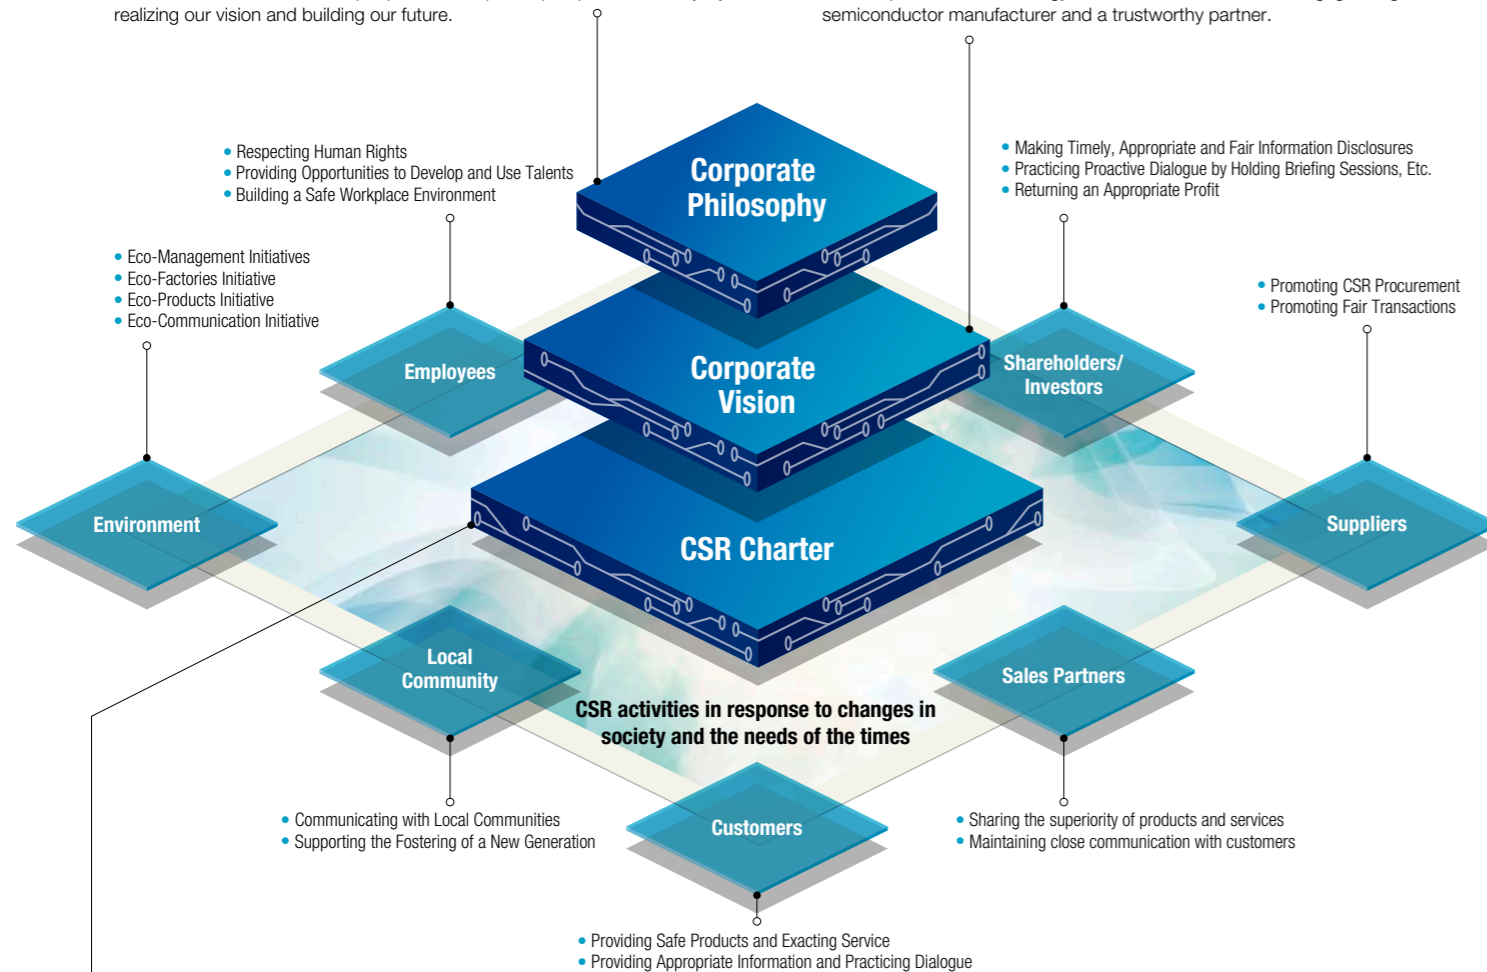 realizing our vision and building our future.
semiconductor manufacturer and a trustworthy partner.
Corporate
Philosophy
• Respecting Human Rights
• Providing Opportunities to Develop and Use Talents
• Building a Safe Workplace Environment
• Making Timely, Appropriate and Fair Information Disclosures
• Practicing Proactive Dialogue by Holding Briefing Sessions, Etc.
• Returning an Appropriate Profit
• Eco-Management Initiatives
• Eco-Factories Initiative
• Eco-Products Initiative
• Eco-Communication Initiative
• Promoting CSR Procurement
• Promoting Fair Transactions
Employees
Corporate
Vision
Shareholders/
Investors
Environment
CSR Charter
Suppliers
Local
Community
Sales Partners
CSR activities in response to changes in
society and the needs of the times
• Communicating with Local Communities
• Supporting the Fostering of a New Generation
Customers
• Sharing the superiority of products and services
• Maintaining close communication with customers
• Providing Safe Products and Exacting Service
• Providing Appropriate Information and Practicing Dialogue